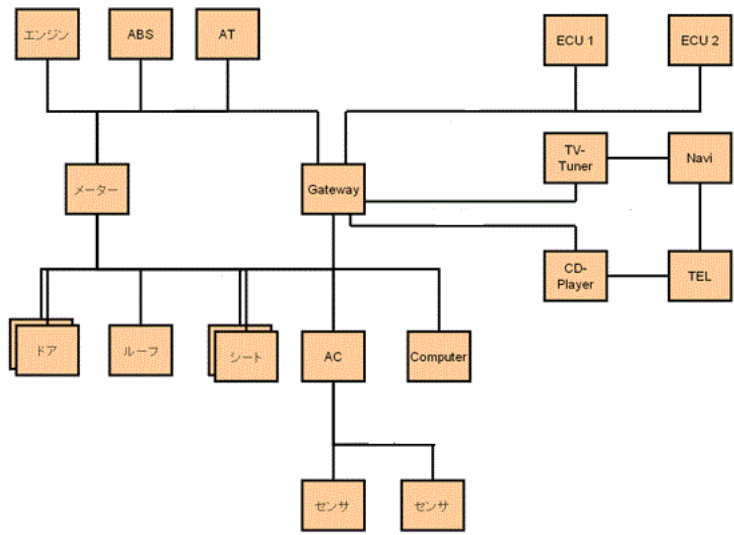 エンジン
ABS
AT
ECU 1
ECU 2
TV-
Tuner
Navi
メーター
Gateway
CD-
Player
TEL
ドア
ルーフ
シート
AC
Computer
センサ
センサ